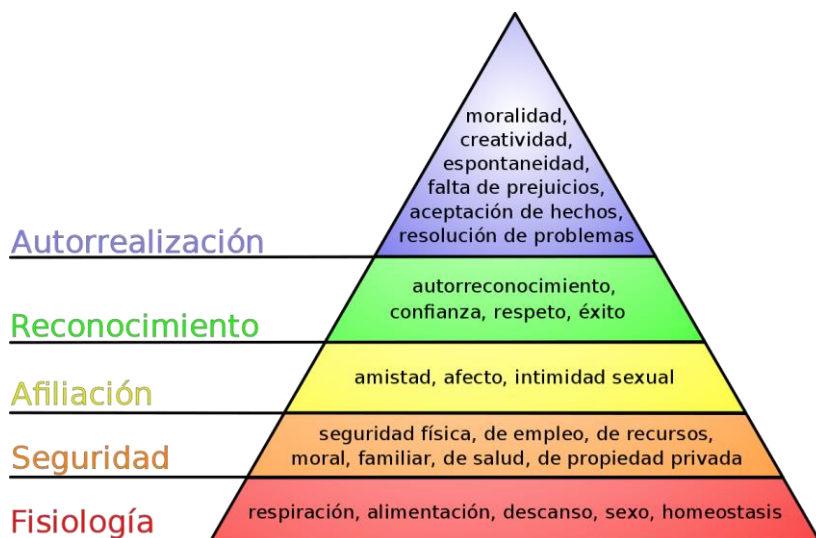 moralidad,
creatividad,
espontaneidad,
falta de prejuicios,
aceptación de hechos,
resolución de problemas
Autorrealización
autorreconocimiento,
confianza, respeto, éxito
Reconocimiento
amistad, afecto, intimidad sexual
Afiliación
seguridad física, de empleo, de recursos,
moral, familiar, de salud, de propiedad privada
Seguridad
respiración, alimentación, descanso, sexo, homeostasis
Fisiología